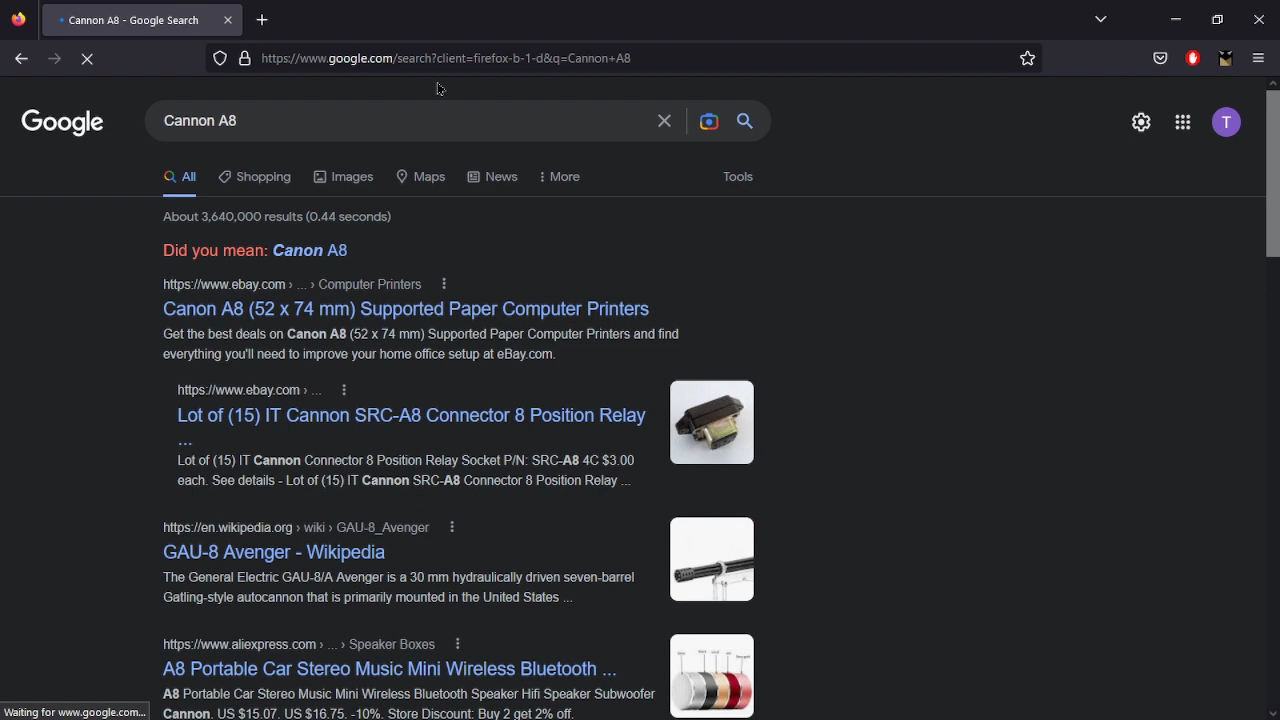 Cannon A8 - Google Search
https://www.google.com/search?client=firefox-b-1-d&q=Cannon+A8
Google
Cannon A8
T
All
Shopping
Images
Maps
News
More
Tools
About 3,640,000 results (0.44 seconds)
Did you mean: Canon A8
https://www.ebay.com › ... › Computer Printers
Canon A8 (52 x 74 mm) Supported Paper Computer Printers
Get the best deals on Canon A8 (52 x 74 mm) Supported Paper Computer Printers and find
everything you'll need to improve your home office setup at eBay.com.
https://www.ebay.com › ...
Lot of (15) IT Cannon SRC-A8 Connector 8 Position Relay
...
Lot of (15) IT Cannon Connector 8 Position Relay Socket P/N: SRC-A8 4C $3.00
each. See details - Lot of (15) IT Cannon SRC-A8 Connector 8 Position Relay ...
https://en.wikipedia.org › wiki › GAU-8_Avenger
GAU-8 Avenger - Wikipedia
The General Electric GAU-8/A Avenger is a 30 mm hydraulically driven seven-barrel
Gatling-style autocannon that is primarily mounted in the United States ...
https://www.aliexpress.com › ... › Speaker Boxes
A8 Portable Car Stereo Music Mini Wireless Bluetooth ...
A8 Portable Car Stereo Music Mini Wireless Bluetooth Speaker Hifi Speaker Subwoofer
Cannon. US $15.07. US $16.75. -10%. Store Discount: Buy 2 get 2% off.
Waiting for www.google.com...